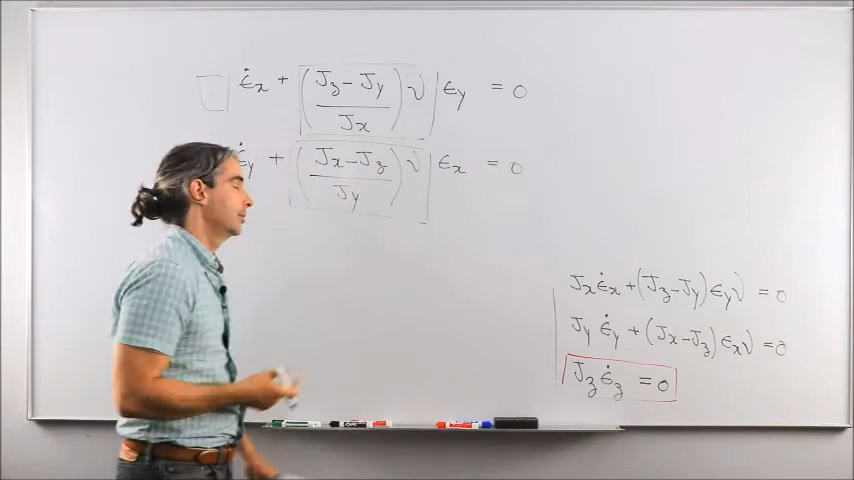 ϵ̇x + ((Jz − Jy)/Jx) ν ϵy = 0
ϵ̇y + ((Jx − Jz)/Jy) ν ϵx = 0
Jx ϵ̇x + (Jz − Jy) ϵy ν = 0
Jy ϵ̇y + (Jx − Jz) ϵx ν = 0
Jz ϵ̇z = 0